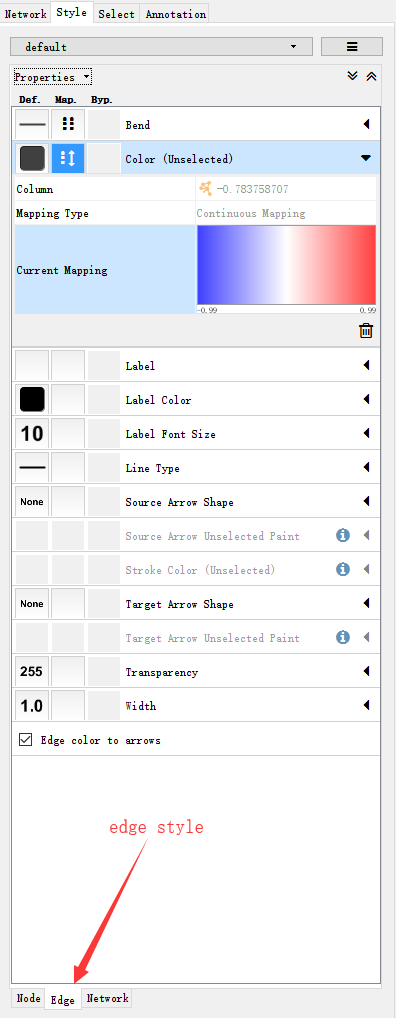 Network Style Select Annotation
default
Properties
Def. Map. Byp.
Bend
Color (Unselected)
Column -0.783758707
Mapping Type Continuous Mapping
Current Mapping
-0.99 0.99
Label
Label Color
10 Label Font Size
Line Type
None Source Arrow Shape
Source Arrow Unselected Paint
Stroke Color (Unselected)
None Target Arrow Shape
Target Arrow Unselected Paint
255 Transparency
1.0 Width
Edge color to arrows
edge style
Node Edge Network